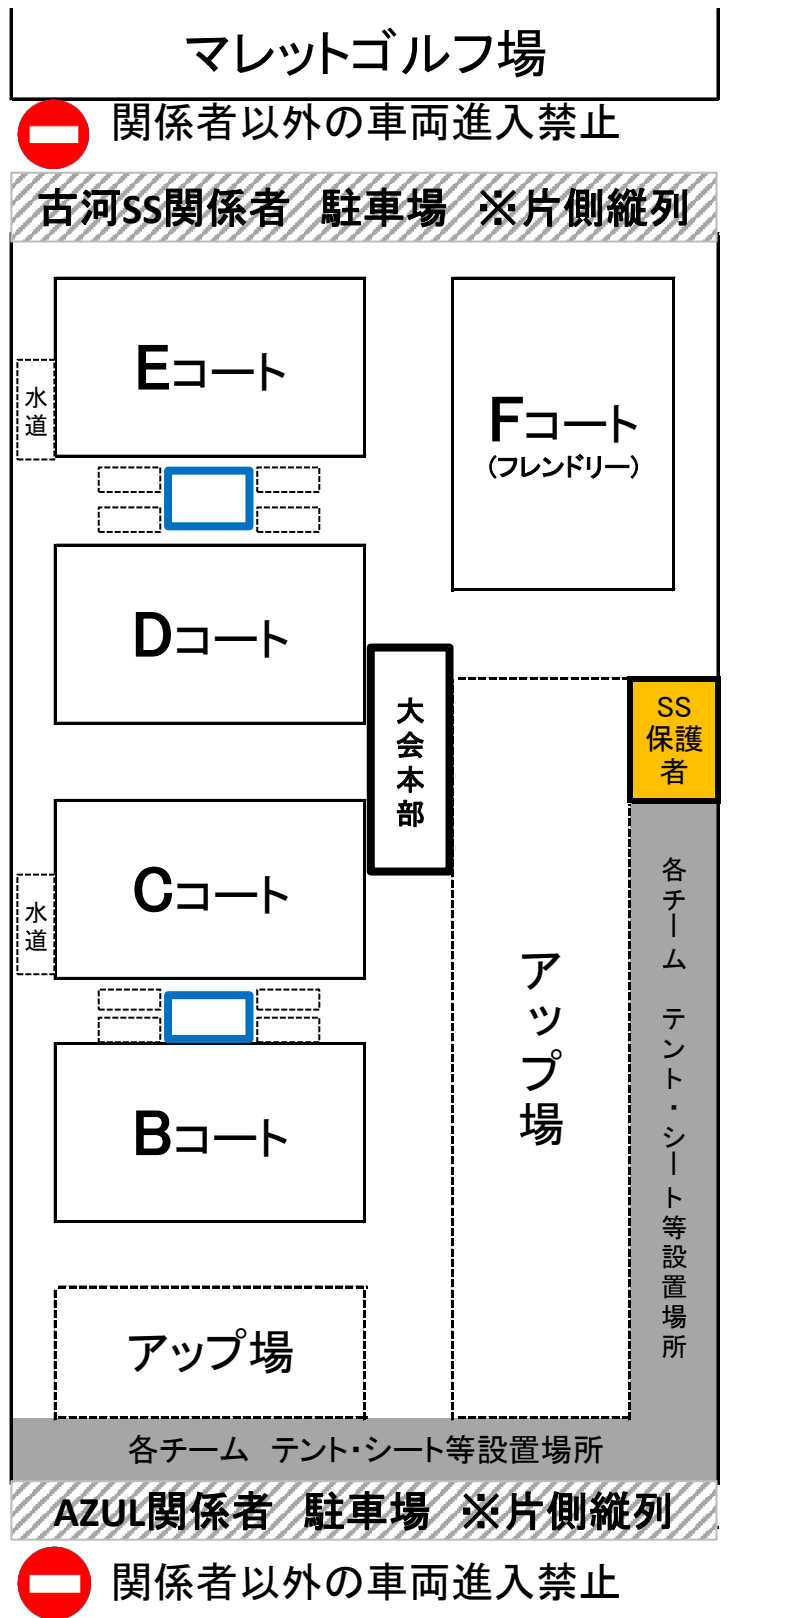 マレットゴルフ場
関係者以外の車両進入禁止
古河SS関係者　駐車場　※片側縦列
Eコート
水道
Fコート
(フレンドリー)
Dコート
大会本部
SS
保護
者
Cコート
水道
各チーム　テント・シート等設置場所
アップ場
Bコート
アップ場
各チーム　テント・シート等設置場所
AZUL関係者　駐車場　※片側縦列
関係者以外の車両進入禁止